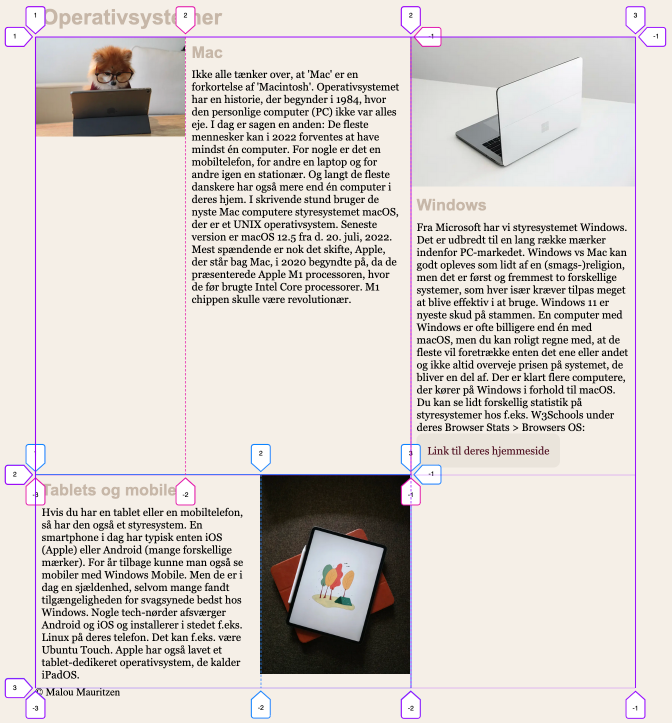 Operativsystemer
1
2
2
3
1
-1
-1
Mac
Ikke alle tænker over, at 'Mac' er en
forkortelse af 'Macintosh'. Operativsystemet
har en historie, der begynder i 1984, hvor
den personlige computer (PC) ikke var alles
eje. I dag er sagen en anden: De fleste
mennesker kan i 2022 forventes at have
mindst én computer. For nogle er det en
mobiltelefon, for andre en laptop og for
andre igen en stationær. Og langt de fleste
danskere har også mere end én computer i
deres hjem. I skrivende stund bruger de
nyste Mac computere styresystemet macOS,
der er et UNIX operativsystem. Seneste
version er macOS 12.5 fra d. 20. juli, 2022.
Mest spændende er nok det skifte, Apple,
der står bag Mac, i 2020 begyndte på, da de
præsenterede Apple M1 processoren, hvor
de før brugte Intel Core processorer. M1
chippen skulle være revolutionær.
Windows
Fra Microsoft har vi styresystemet Windows.
Det er udbredt til en lang række mærker
indenfor PC-markedet. Windows vs Mac kan
godt opleves som lidt af en (smags-)religion,
men det er først og fremmest to forskellige
systemer, som hver især kræver tilpas meget
at blive effektiv i at bruge. Windows 11 er
nyeste skud på stammen. En computer med
Windows er ofte billigere end én med
macOS, men du kan roligt regne med, at de
fleste vil foretrække enten det ene eller andet
og ikke altid overveje prisen på systemet, de
bliver en del af. Der er klart flere computere,
der kører på Windows i forhold til macOS.
Du kan se lidt forskellig statistik på
styresystemer hos f.eks. W3Schools under
deres Browser Stats > Browsers OS:
Link til deres hjemmeside
1
2
3
2
-1
-3
-2
-1
Tablets og mobiler
Hvis du har en tablet eller en mobiltelefon,
så har den også et styresystem. En
smartphone i dag har typisk enten iOS
(Apple) eller Android (mange forskellige
mærker). For år tilbage kunne man også se
mobiler med Windows Mobile. Men de er i
dag en sjældenhed, selvom mange fandt
tilgængeligheden for svagsynede bedst hos
Windows. Nogle tech-nørder afsværger
Android og iOS og installerer i stedet f.eks.
Linux på deres telefon. Det kan f.eks. være
Ubuntu Touch. Apple har også lavet et
tablet-dedikeret operativsystem, de kalder
iPadOS.
3
© Malou Mauritzen
-3
-2
-2
-1